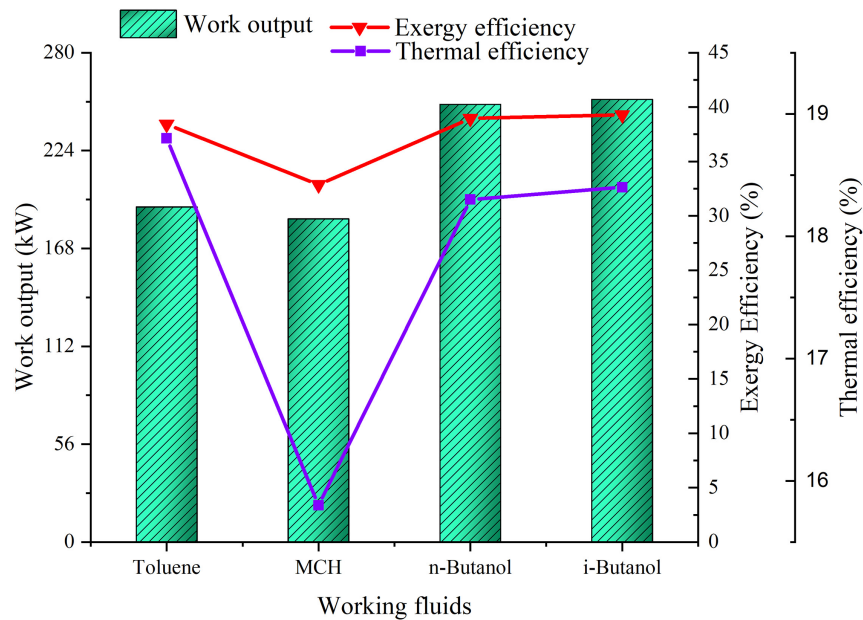 Work output
Exergy efficiency
Thermal efficiency
280
224
168
112
56
0
Work output (kW)
45
40
35
30
25
20
15
10
5
0
Exergy Efficiency (%)
19
18
17
16
Thermal efficiency (%)
Toluene MCH n-Butanol i-Butanol
Working fluids